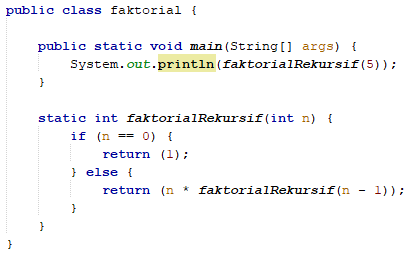 public class faktorial {
public static void main(String[] args) {
System.out.println(faktorialRekursif(5));
}
static int faktorialRekursif(int n) {
if (n == 0) {
return (1);
} else {
return (n * faktorialRekursif(n - 1));
}
}
}